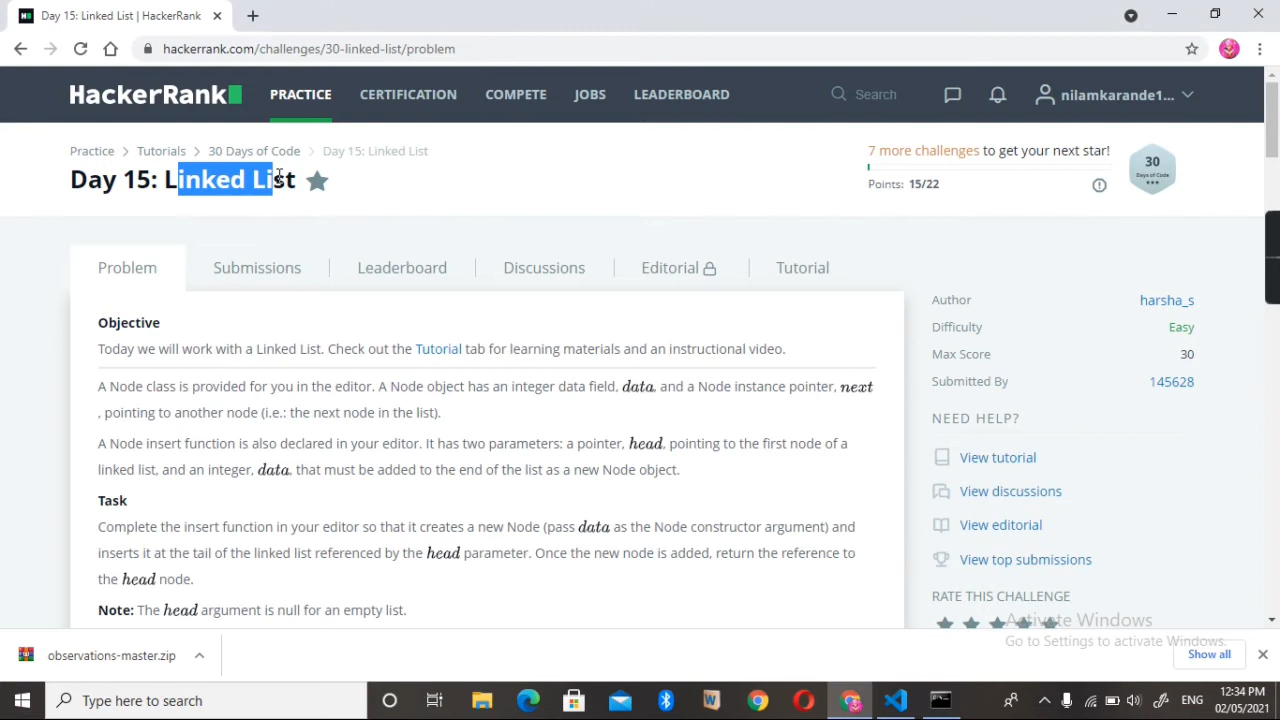 Day 15: Linked List | HackerRank
hackerrank.com/challenges/30-linked-list/problem
HackerRank PRACTICE CERTIFICATION COMPETE JOBS LEADERBOARD Search nilamkarande1...
Practice > Tutorials > 30 Days of Code > Day 15: Linked List
7 more challenges to get your next star!
Day 15: Linked List
Points: 15/22
30
Days of Code
Problem Submissions Leaderboard Discussions Editorial Tutorial
Objective
Today we will work with a Linked List. Check out the Tutorial tab for learning materials and an instructional video.
A Node class is provided for you in the editor. A Node object has an integer data field, data, and a Node instance pointer, next
, pointing to another node (i.e.: the next node in the list).
A Node insert function is also declared in your editor. It has two parameters: a pointer, head, pointing to the first node of a
linked list, and an integer, data, that must be added to the end of the list as a new Node object.
Task
Complete the insert function in your editor so that it creates a new Node (pass data as the Node constructor argument) and
inserts it at the tail of the linked list referenced by the head parameter. Once the new node is added, return the reference to
the head node.
Note: The head argument is null for an empty list.
Author harsha_s
Difficulty Easy
Max Score 30
Submitted By 145628
NEED HELP?
View tutorial
View discussions
View editorial
View top submissions
RATE THIS CHALLENGE
Activate Windows
Go to Settings to activate Windows.
observations-master.zip
Show all
Type here to search
ENG
12:34 PM
02/05/2021